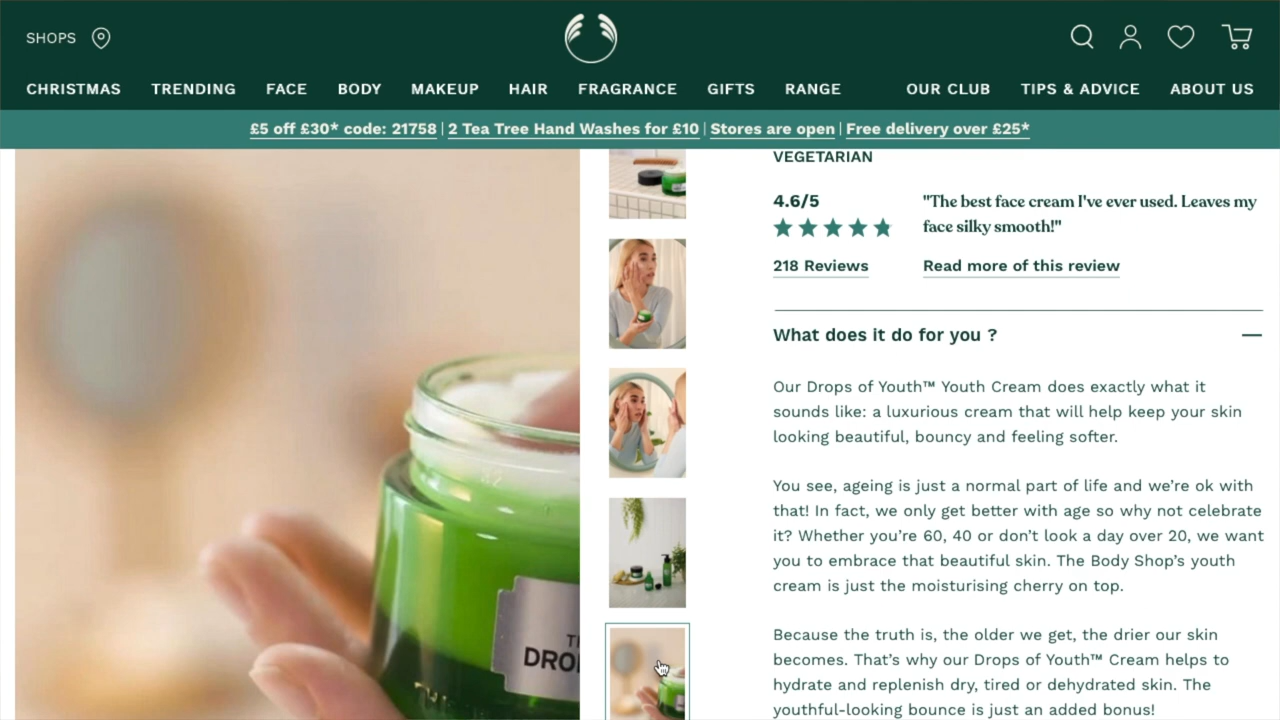 SHOPS
CHRISTMAS TRENDING FACE BODY MAKEUP HAIR FRAGRANCE GIFTS RANGE OUR CLUB TIPS & ADVICE ABOUT US
£5 off £30* code: 21758 | 2 Tea Tree Hand Washes for £10 | Stores are open | Free delivery over £25*
VEGETARIAN
4.6/5
218 Reviews
"The best face cream I've ever used. Leaves my
face silky smooth!"
Read more of this review
What does it do for you ?
Our Drops of Youth™ Youth Cream does exactly what it
sounds like: a luxurious cream that will help keep your skin
looking beautiful, bouncy and feeling softer.
You see, ageing is just a normal part of life and we’re ok with
that! In fact, we only get better with age so why not celebrate
it? Whether you’re 60, 40 or don’t look a day over 20, we want
you to embrace that beautiful skin. The Body Shop’s youth
cream is just the moisturising cherry on top.
Because the truth is, the older we get, the drier our skin
becomes. That’s why our Drops of Youth™ Cream helps to
hydrate and replenish dry, tired or dehydrated skin. The
youthful-looking bounce is just an added bonus!